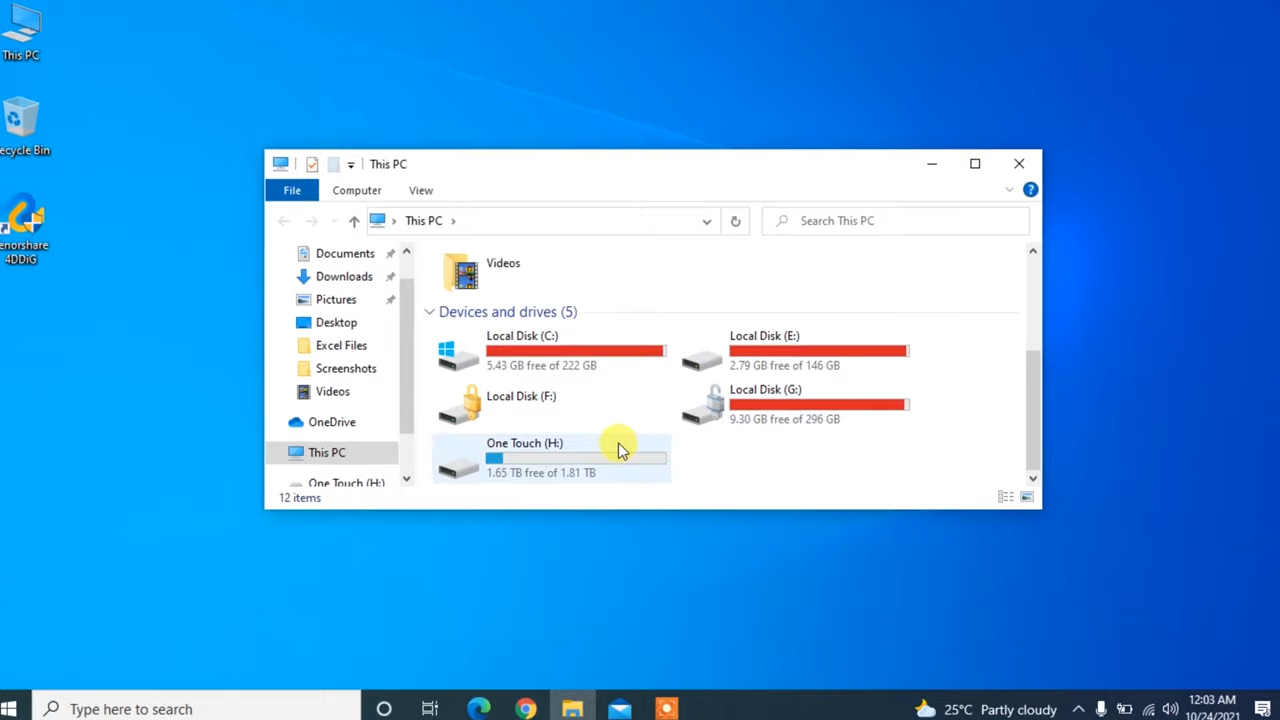 This PC
ecycle Bin
enorshare
4DDiG
This PC
File
Computer
View
This PC
Search This PC
Documents
Downloads
Pictures
Desktop
Excel Files
Screenshots
Videos
OneDrive
This PC
One Touch (H:)
Videos
Devices and drives (5)
Local Disk (C:)
5.43 GB free of 222 GB
Local Disk (E:)
2.79 GB free of 146 GB
Local Disk (F:)
Local Disk (G:)
9.30 GB free of 296 GB
One Touch (H:)
1.65 TB free of 1.81 TB
12 items
Type here to search
25°C Partly cloudy
12:03 AM
10/24/2021